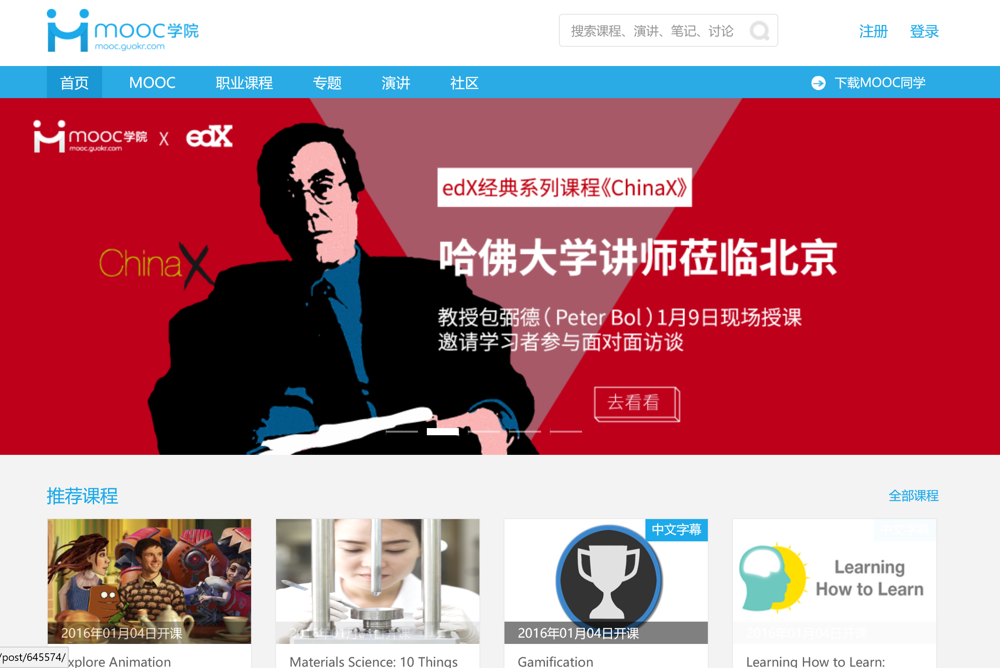 mooc学院
mooc.guokr.com
搜索课程、演讲、笔记、讨论
注册
登录
首页
MOOC
职业课程
专题
演讲
社区
下载MOOC同学
mooc学院 X edX
mooc.guokr.com
edX经典系列课程《ChinaX》
ChinaX
哈佛大学讲师莅临北京
教授包弼德(Peter Bol)1月9日现场授课
邀请学习者参与面对面访谈
去看看
推荐课程
全部课程
中文字幕
中文字幕
Learning
How to Learn
2016年01月04日开课
2016年01月04日开课
2016年01月04日开课
2016年01月04日开课
/post/645574/
xplore Animation
Materials Science: 10 Things
Gamification
Learning How to Learn: